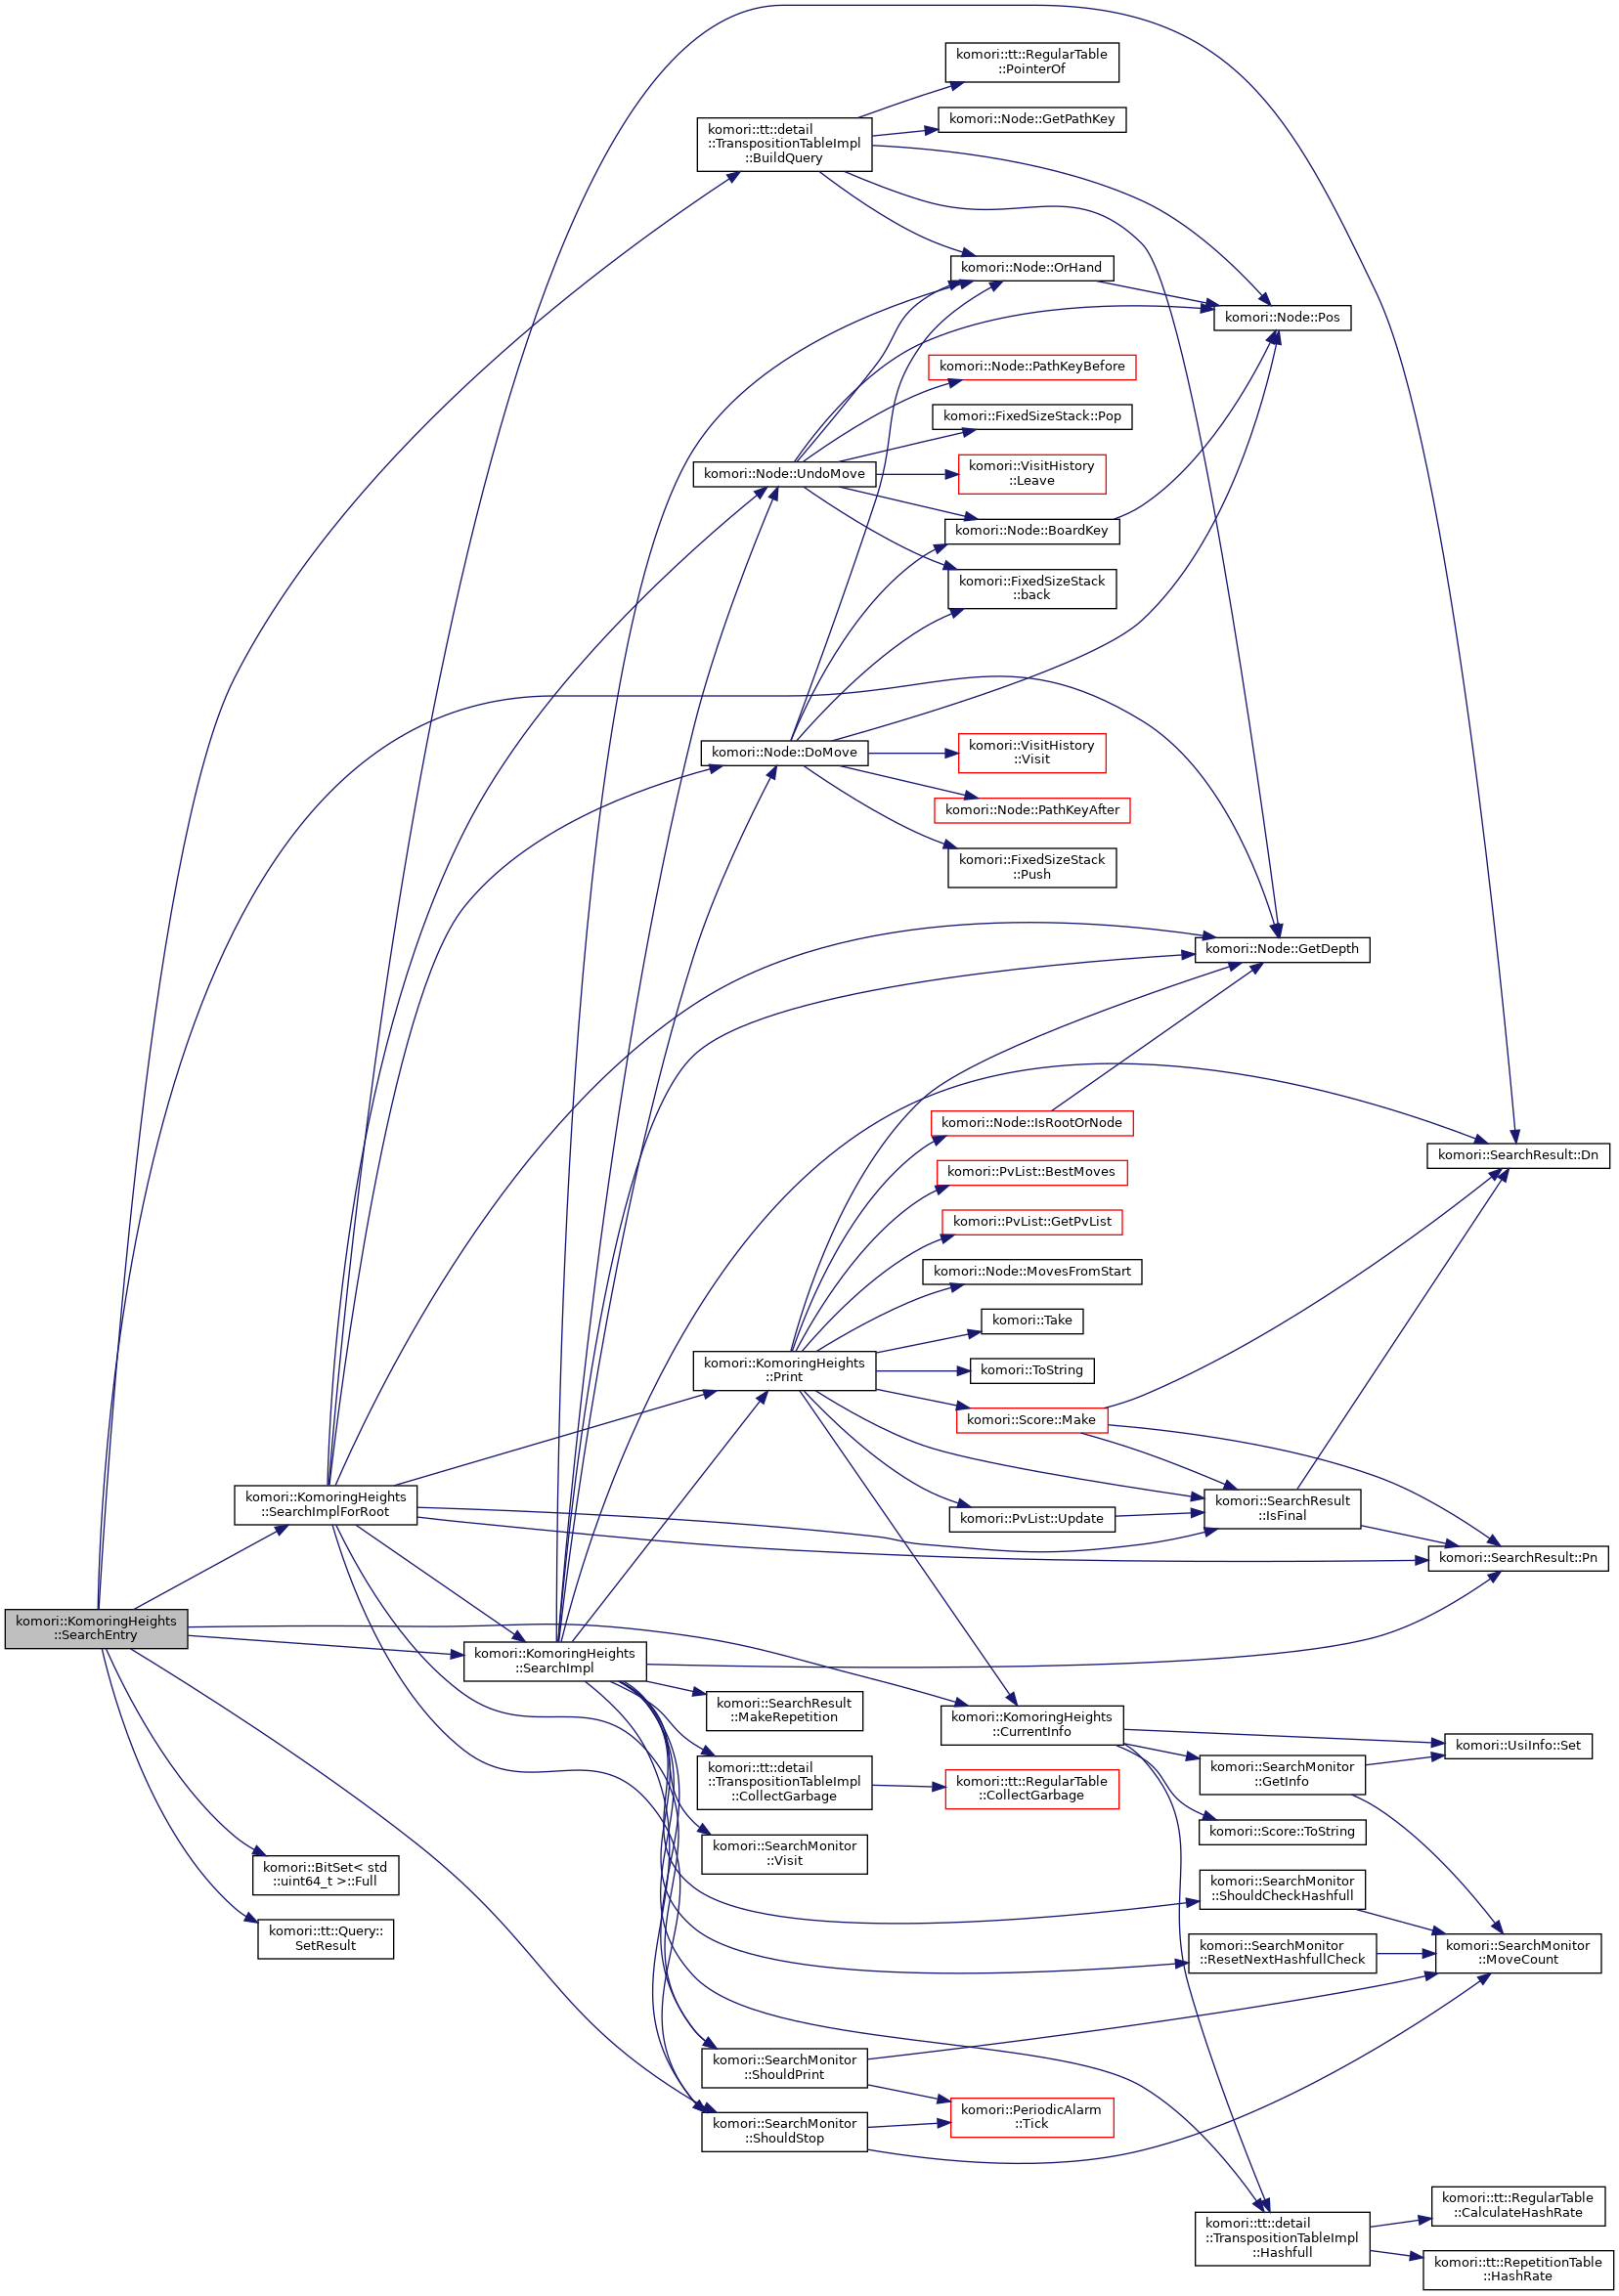 komori::tt::RegularTable
::PointerOf
komori::Node::GetPathKey
komori::tt::detail
::TranspositionTableImpl
::BuildQuery
komori::Node::OrHand
komori::Node::Pos
komori::Node::PathKeyBefore
komori::FixedSizeStack::Pop
komori::Node::UndoMove
komori::VisitHistory
::Leave
komori::Node::BoardKey
komori::FixedSizeStack
::back
komori::Node::DoMove
komori::VisitHistory
::Visit
komori::Node::PathKeyAfter
komori::FixedSizeStack
::Push
komori::Node::GetDepth
komori::Node::IsRootOrNode
komori::SearchResult::Dn
komori::PvList::BestMoves
komori::PvList::GetPvList
komori::Node::MovesFromStart
komori::Take
komori::KomoringHeights
::Print
komori::ToString
komori::Score::Make
komori::KomoringHeights
::SearchImplForRoot
komori::SearchResult
::IsFinal
komori::PvList::Update
komori::SearchResult::Pn
komori::KomoringHeights
::SearchEntry
komori::KomoringHeights
::SearchImpl
komori::SearchResult
::MakeRepetition
komori::KomoringHeights
::CurrentInfo
komori::UsiInfo::Set
komori::tt::detail
::TranspositionTableImpl
::CollectGarbage
komori::tt::RegularTable
::CollectGarbage
komori::SearchMonitor
::GetInfo
komori::Score::ToString
komori::SearchMonitor
::Visit
komori::BitSet< std
::uint64_t >::Full
komori::SearchMonitor
::ShouldCheckHashfull
komori::tt::Query::
SetResult
komori::SearchMonitor
::ResetNextHashfullCheck
komori::SearchMonitor
::MoveCount
komori::SearchMonitor
::ShouldPrint
komori::PeriodicAlarm
::Tick
komori::SearchMonitor
::ShouldStop
komori::tt::detail
::TranspositionTableImpl
::Hashfull
komori::tt::RegularTable
::CalculateHashRate
komori::tt::RepetitionTable
::HashRate